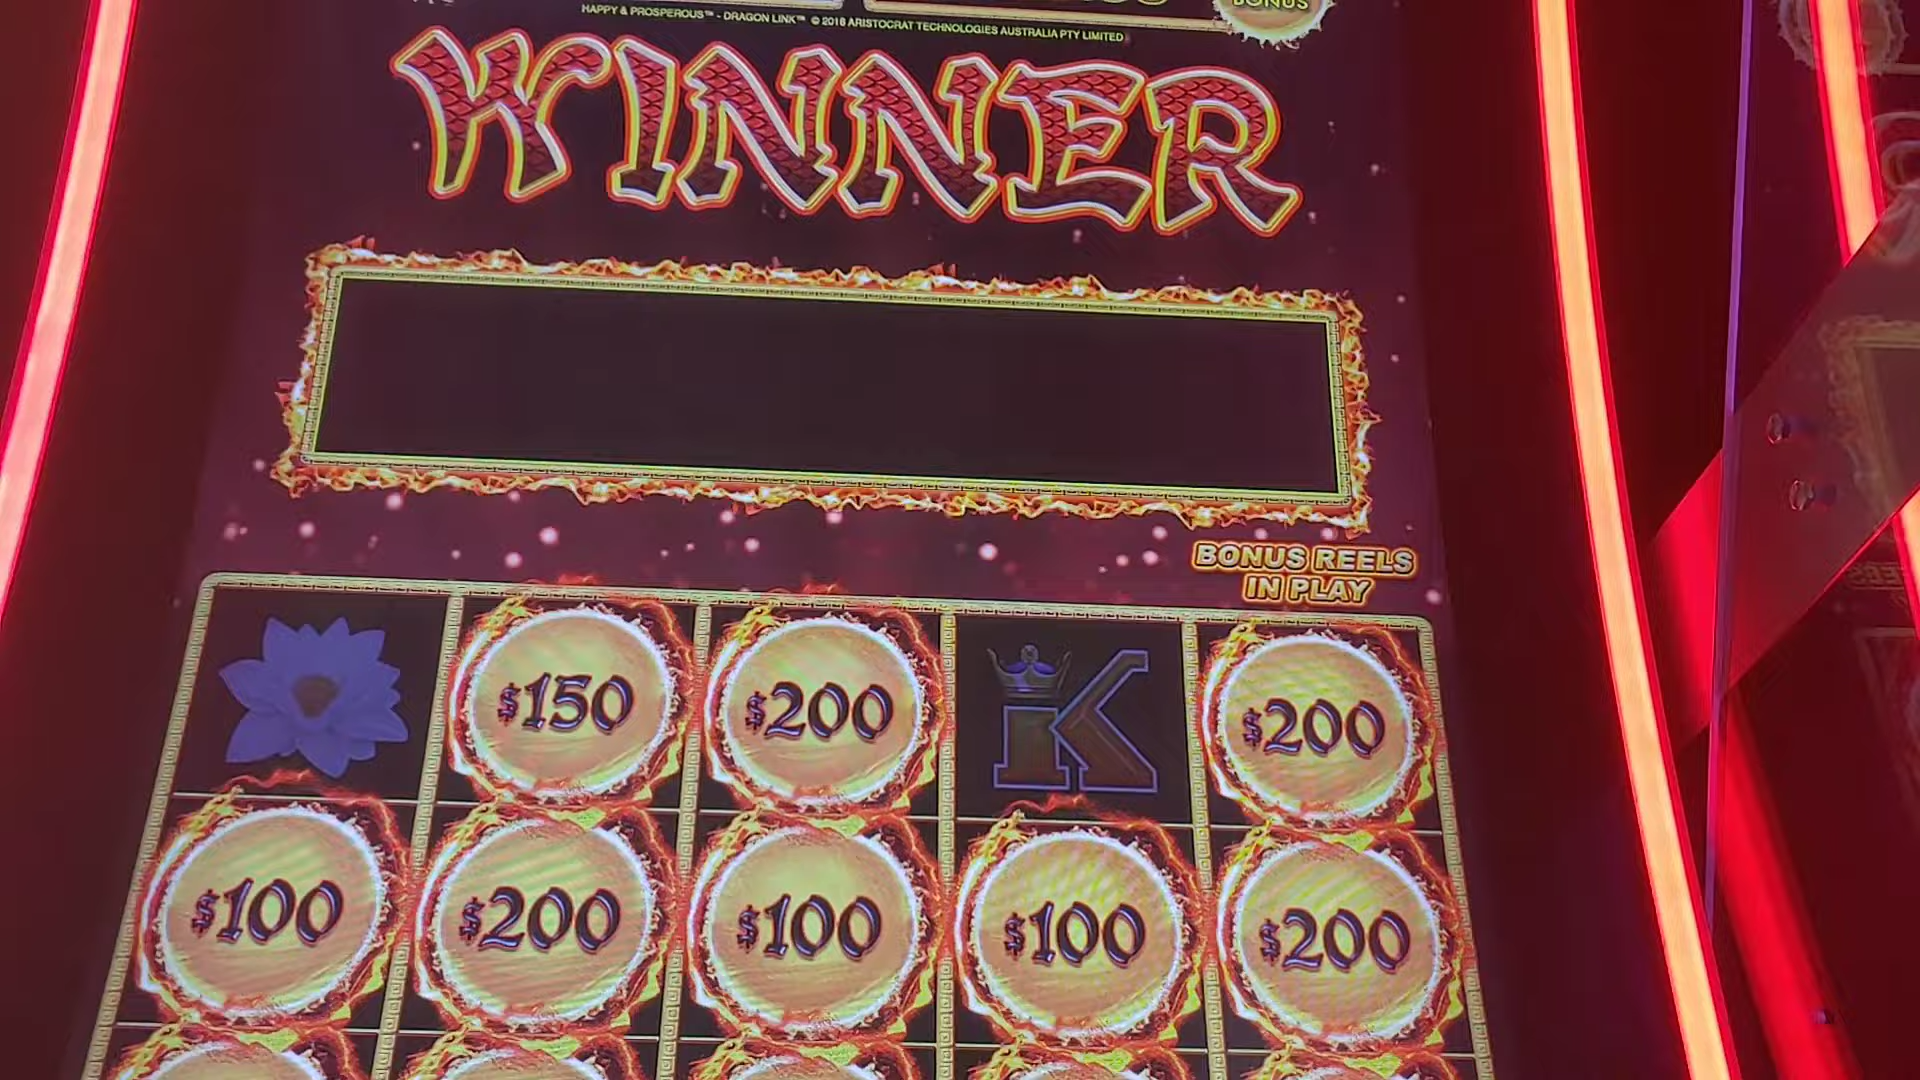 BONUS
HAPPY & PROSPEROUS™ - DRAGON LINK™ © 2018 ARISTOCRAT TECHNOLOGIES AUSTRALIA PTY LIMITED
WINNER
BONUS REELS
IN PLAY
$150 $200 K $200
$100 $200 $100 $100 $200